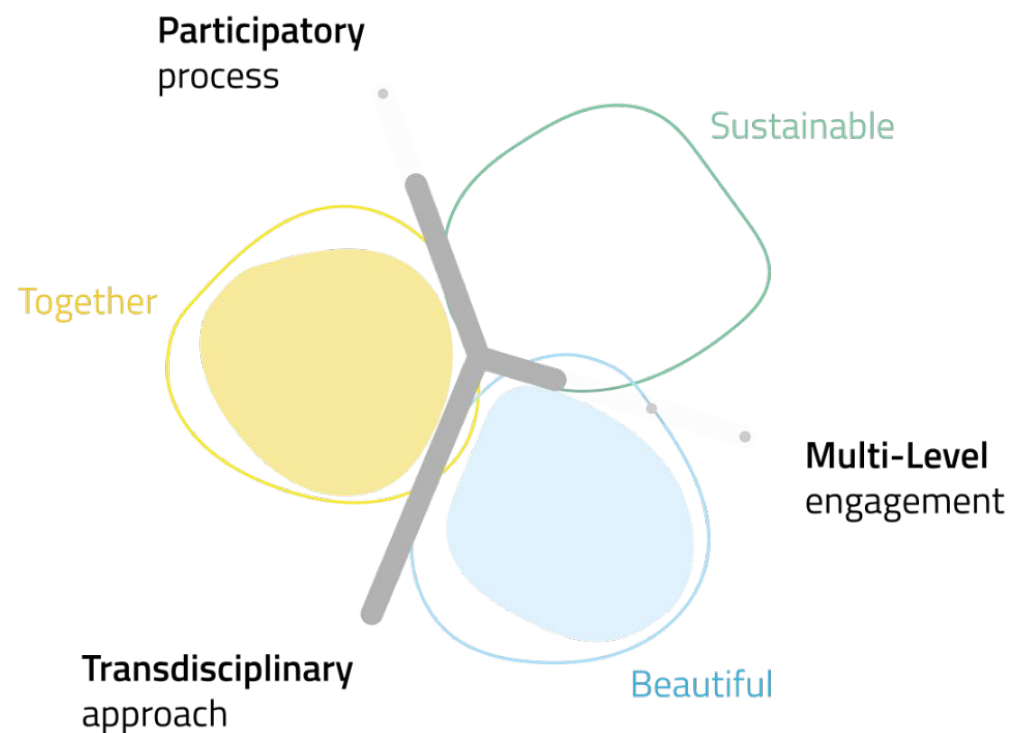 Participatory
process
Sustainable
Together
Multi-Level
engagement
Transdisciplinary
approach
Beautiful